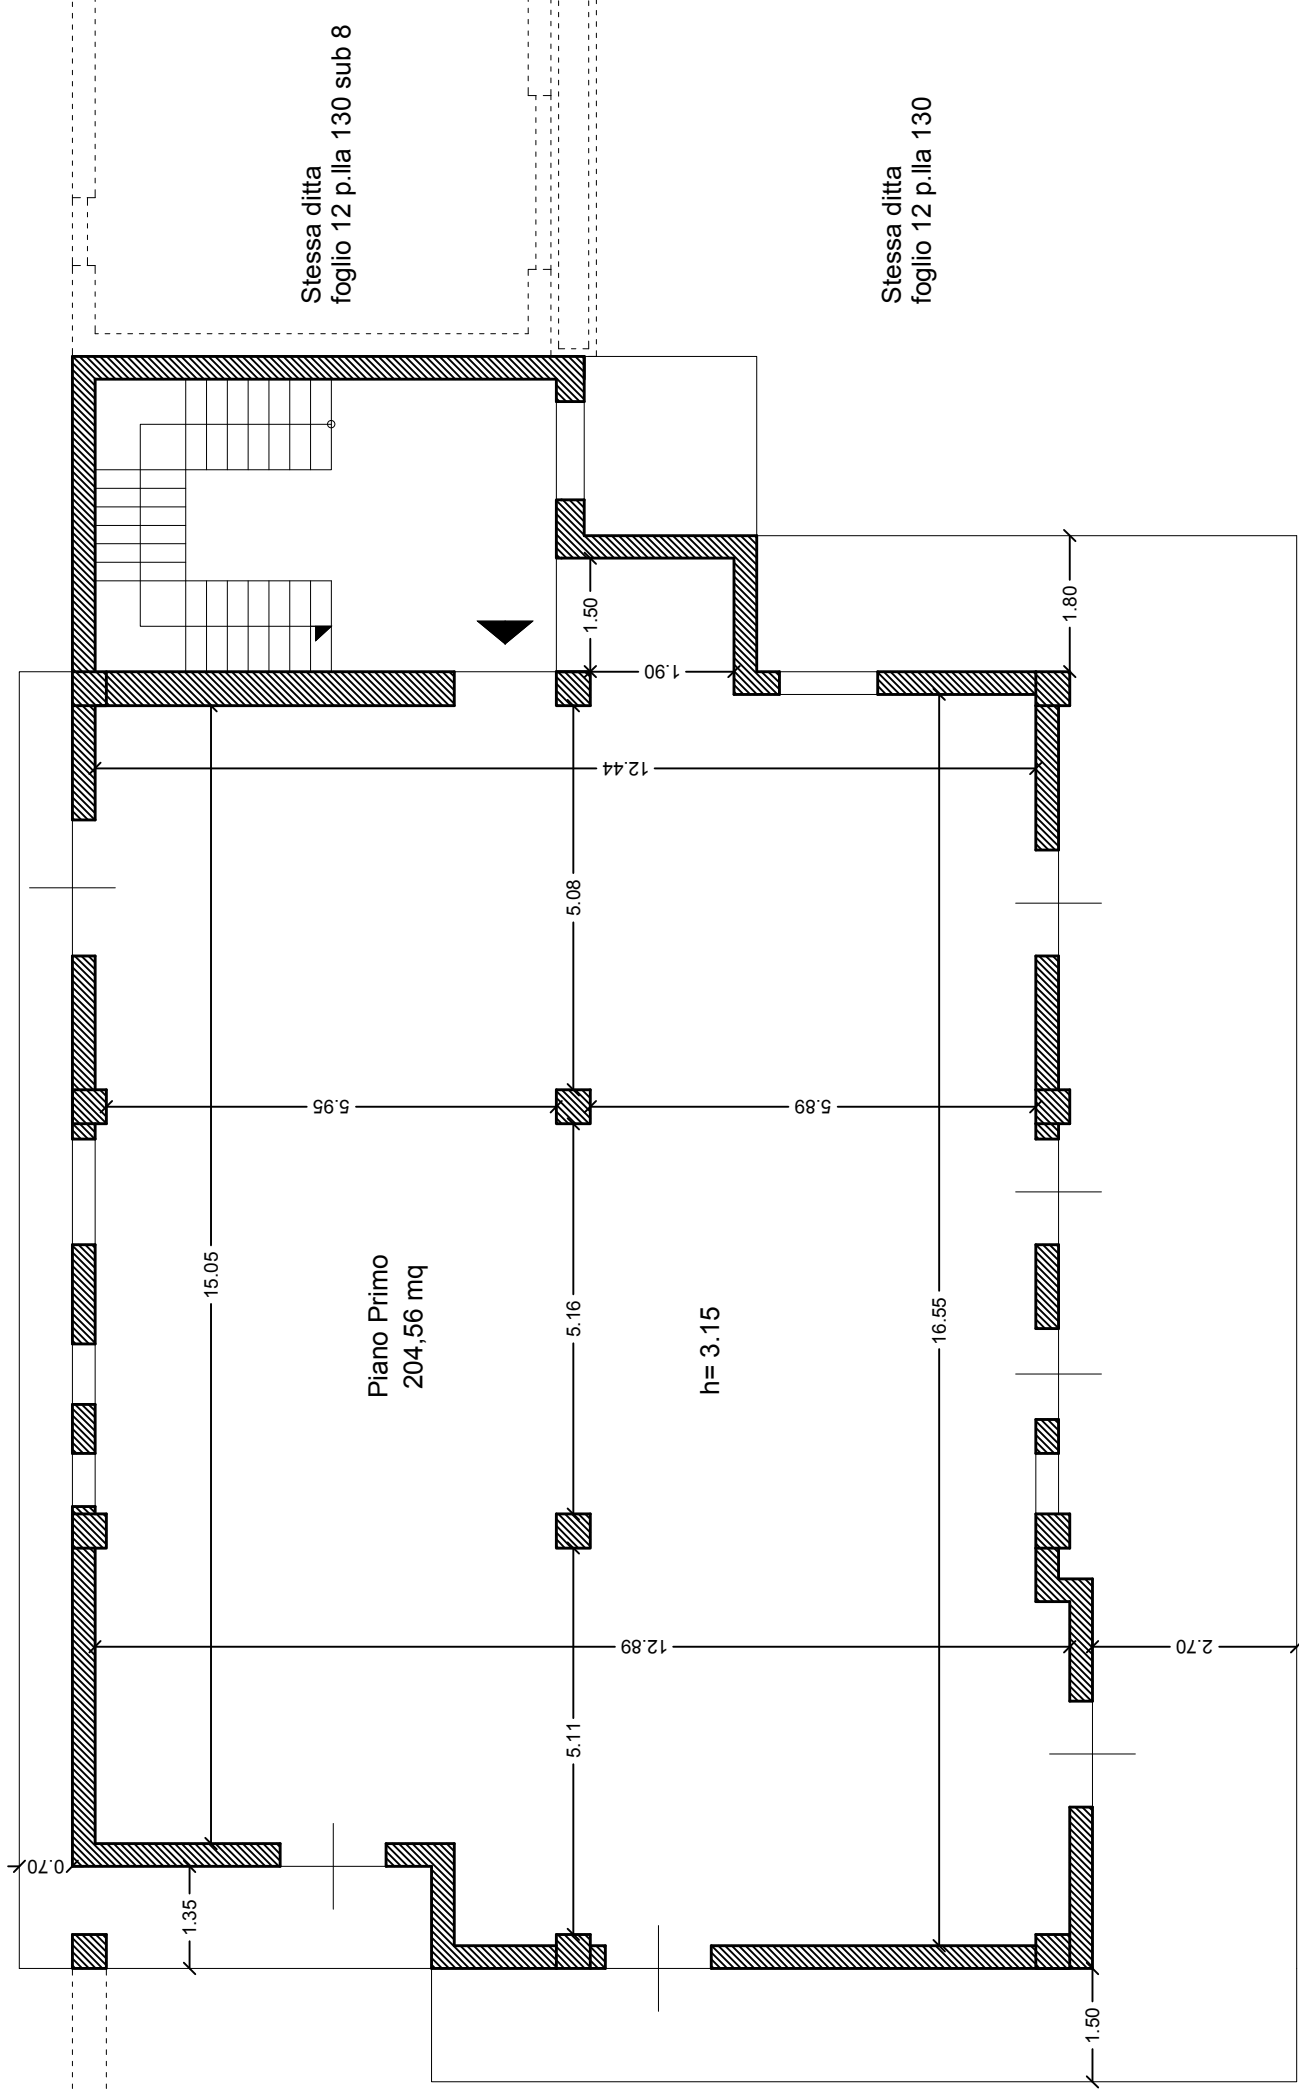 Stessa ditta
foglio 12 p.lla 130 sub 8
Stessa ditta
foglio 12 p.lla 130
1.50
1.90
1.80
12.44
5.08
5.95
5.89
15.05
Piano Primo
204,56 mq
5.16
h= 3.15
16.55
12.89
2.70
5.11
0.70
1.35
1.50